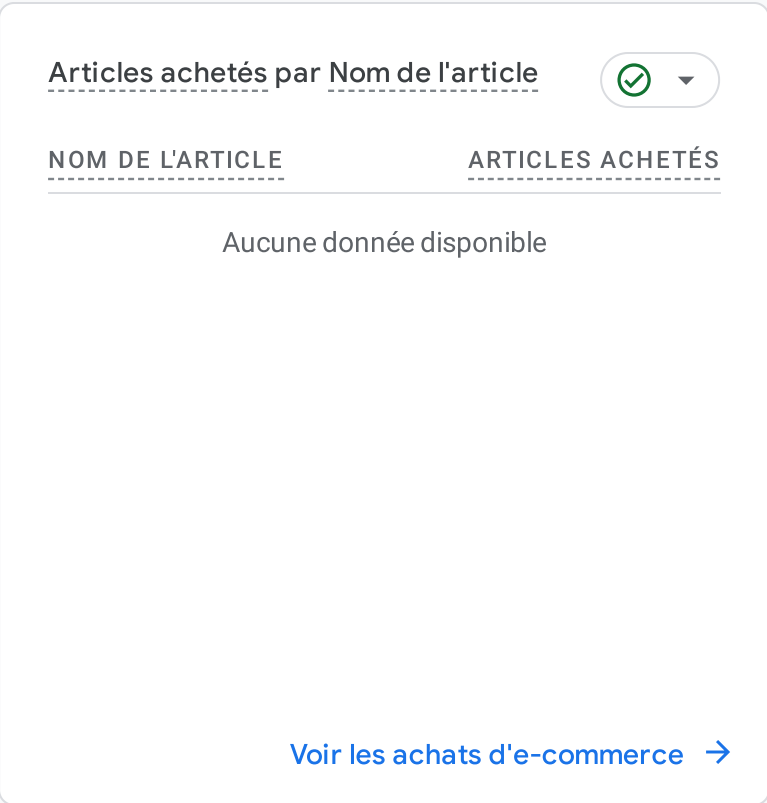 Articles achetés par Nom de l'article
NOM DE L'ARTICLE ARTICLES ACHETÉS
Aucune donnée disponible
Voir les achats d'e-commerce